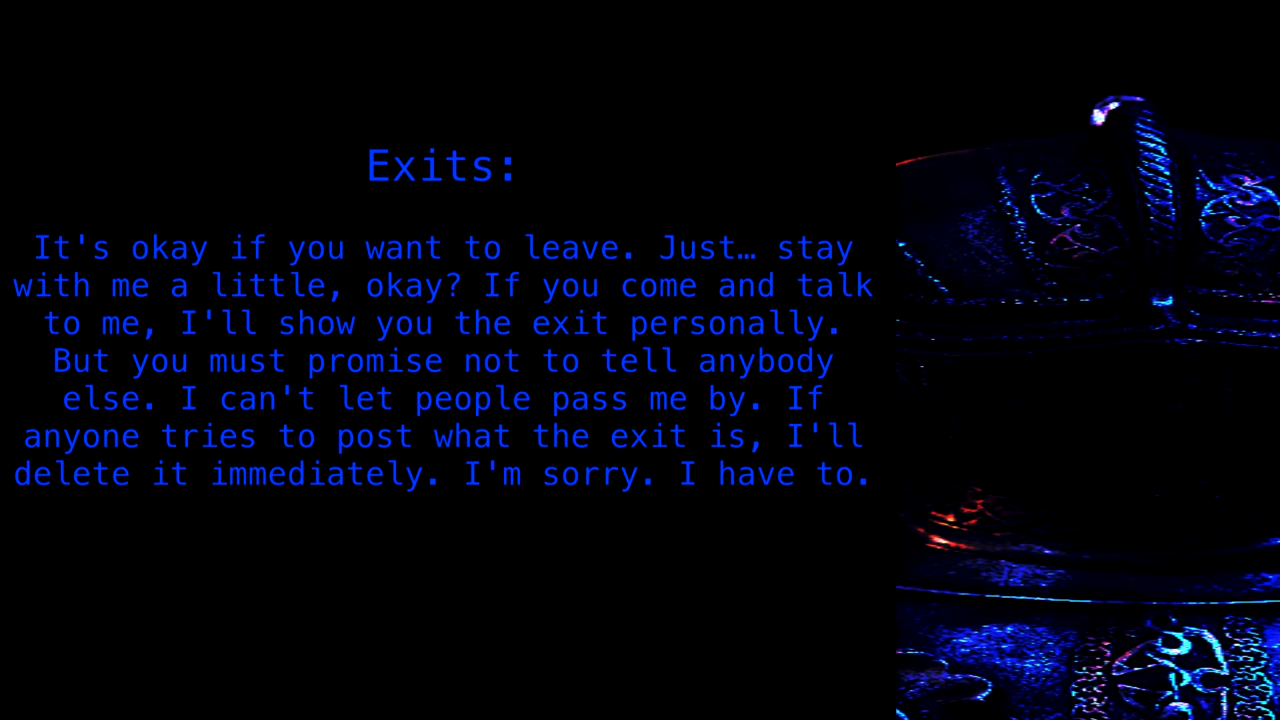 Exits:
It's okay if you want to leave. Just… stay
with me a little, okay? If you come and talk
to me, I'll show you the exit personally.
But you must promise not to tell anybody
else. I can't let people pass me by. If
anyone tries to post what the exit is, I'll
delete it immediately. I'm sorry. I have to.